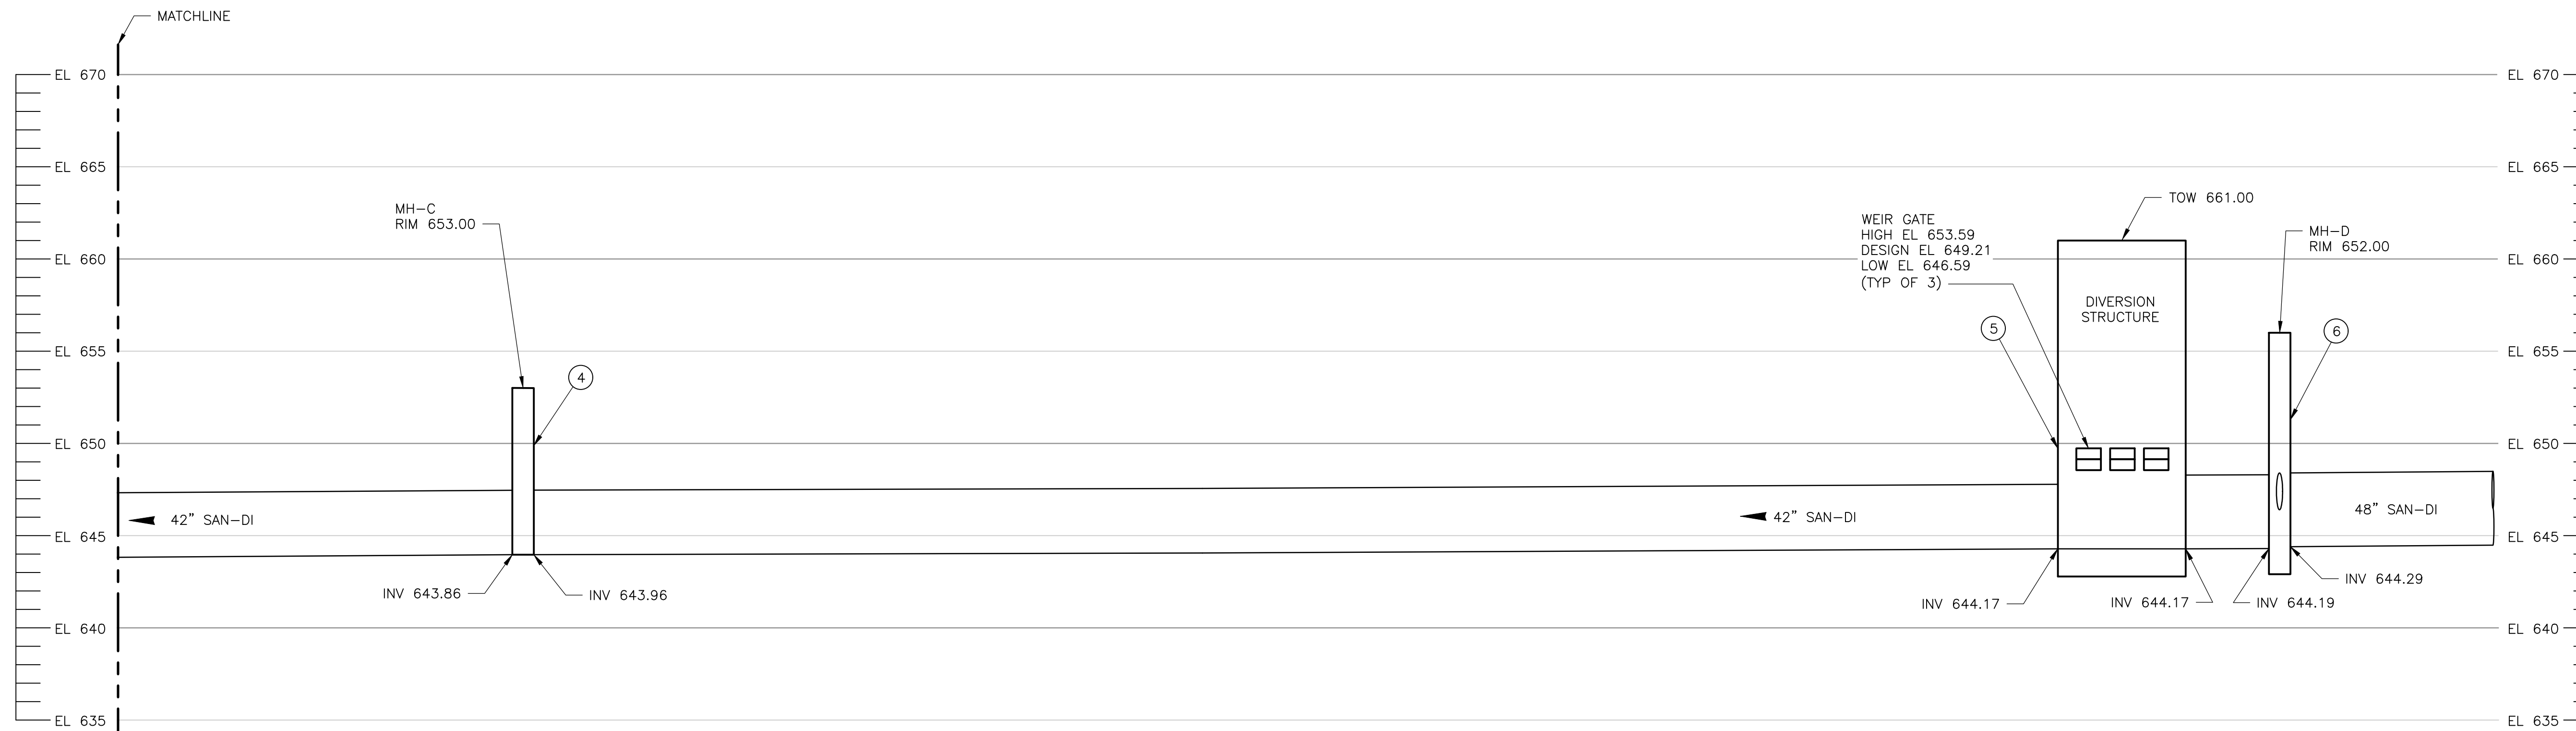 MATCHLINE
EL 670
EL 665
EL 660
EL 655
EL 650
EL 645
EL 640
EL 635
MH-C
RIM 653.00
4
42" SAN-DI
INV 643.86
INV 643.96
WEIR GATE
HIGH EL 653.59
DESIGN EL 649.21
LOW EL 646.59
(TYP OF 3)
5
42" SAN-DI
INV 644.17
TOW 661.00
DIVERSION
STRUCTURE
INV 644.17
MH-D
RIM 652.00
6
48" SAN-DI
INV 644.29
INV 644.19
EL 670
EL 665
EL 660
EL 655
EL 650
EL 645
EL 640
EL 635